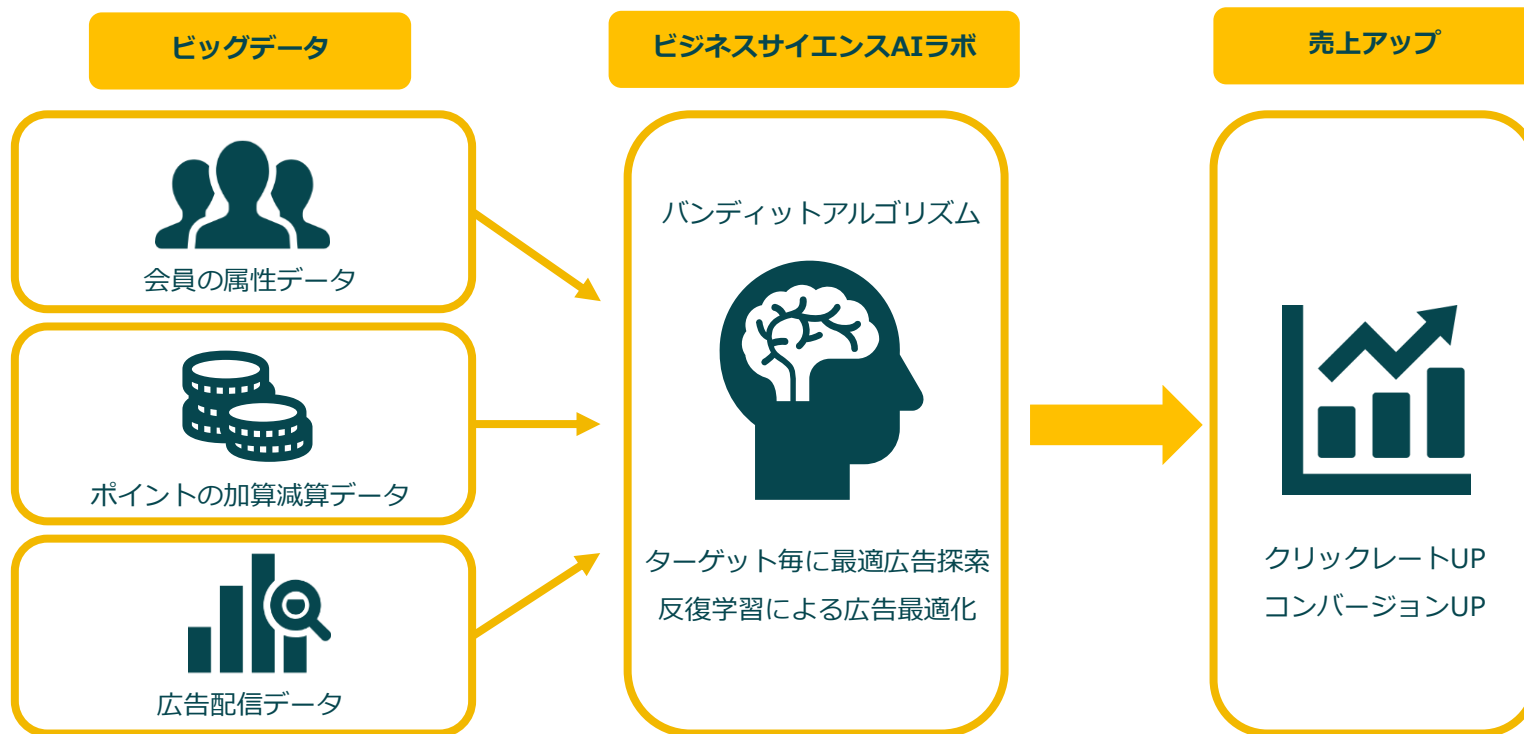 ビッグデータ
ビジネスサイエンスAIラボ
売上アップ
会員の属性データ
ポイントの加算減算データ
広告配信データ
バンディットアルゴリズム
ターゲット毎に最適広告探索
反復学習による広告最適化
クリックレートUP
コンバージョンUP